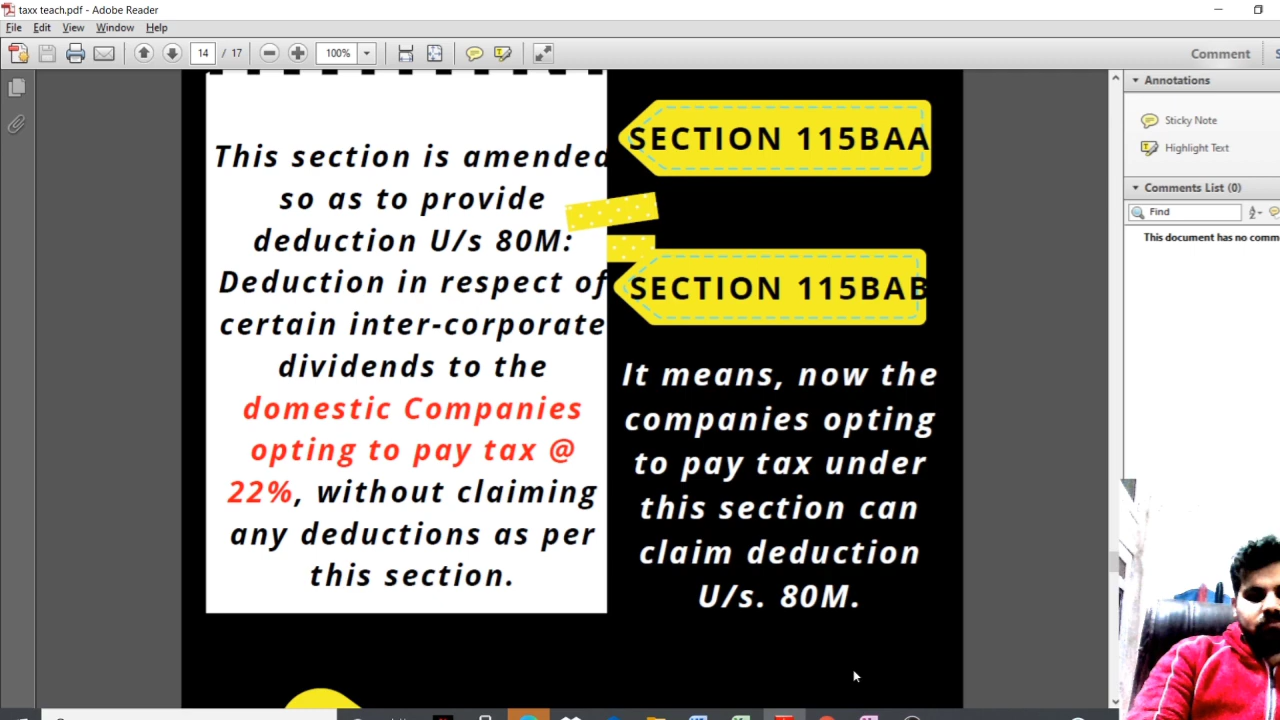 taxx teach.pdf - Adobe Reader
File Edit View Window Help
14 / 17 100% Comment
Annotations
Sticky Note
Highlight Text
Comments List (0)
Find
This document has no comm
This section is amended
so as to provide
deduction U/s 80M:
Deduction in respect of
certain inter-corporate
dividends to the
domestic Companies
opting to pay tax @
22%, without claiming
any deductions as per
this section.
SECTION 115BAA
SECTION 115BAB
It means, now the
companies opting
to pay tax under
this section can
claim deduction
U/s. 80M.